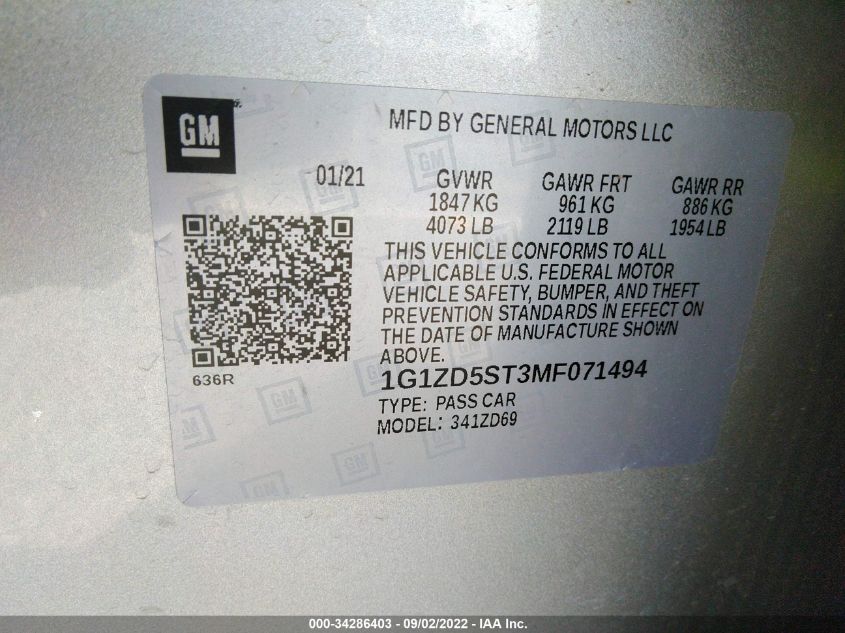 GM
MFD BY GENERAL MOTORS LLC
01/21 GVWR GAWR FRT GAWR RR
1847 KG 961 KG 886 KG
4073 LB 2119 LB 1954 LB
THIS VEHICLE CONFORMS TO ALL
APPLICABLE U.S. FEDERAL MOTOR
VEHICLE SAFETY, BUMPER, AND THEFT
PREVENTION STANDARDS IN EFFECT ON
THE DATE OF MANUFACTURE SHOWN
ABOVE.
636R
1G1ZD5ST3MF071494
TYPE: PASS CAR
MODEL: 341ZD69
000-34286403 - 09/02/2022 - IAA Inc.